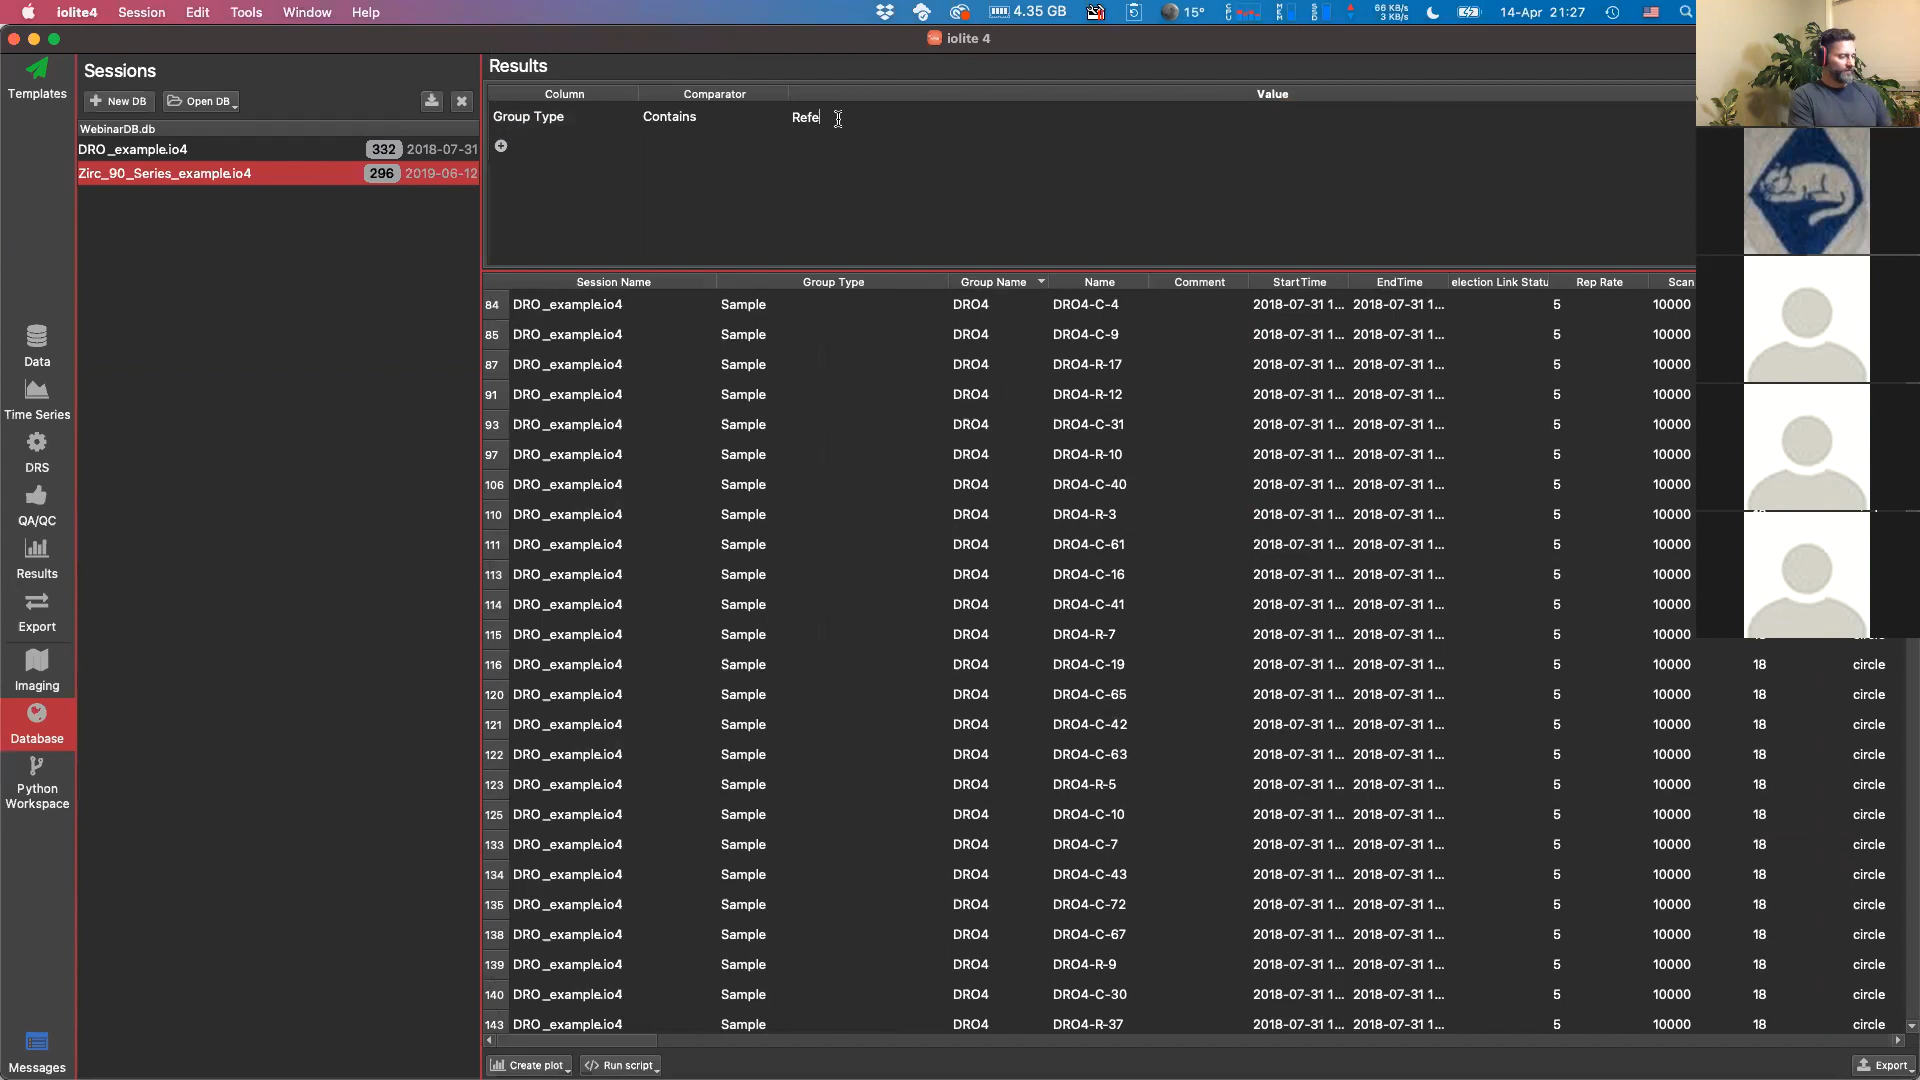 iolite4 Session Edit Tools Window Help 4.35 GB 15° 66 KB/s 3 KB/s 14-Apr 21:27
iolite 4
Templates
Data
Time Series
DRS
QA/QC
Results
Export
Imaging
Database
Python Workspace
Messages
Sessions
New DB Open DB
WebinarDB.db
DRO_example.io4 332 2018-07-31
Zirc_90_Series_example.io4 296 2019-06-12
Results
Column Comparator Value
Group Type Contains Refe
Session Name Group Type Group Name Name Comment StartTime EndTime election Link Statu Rep Rate Scan
84 DRO_example.io4 Sample DRO4 DRO4-C-4 2018-07-31 1... 2018-07-31 1... 5 10000
85 DRO_example.io4 Sample DRO4 DRO4-C-9 2018-07-31 1... 2018-07-31 1... 5 10000
87 DRO_example.io4 Sample DRO4 DRO4-R-17 2018-07-31 1... 2018-07-31 1... 5 10000
91 DRO_example.io4 Sample DRO4 DRO4-R-12 2018-07-31 1... 2018-07-31 1... 5 10000
93 DRO_example.io4 Sample DRO4 DRO4-C-31 2018-07-31 1... 2018-07-31 1... 5 10000
97 DRO_example.io4 Sample DRO4 DRO4-R-10 2018-07-31 1... 2018-07-31 1... 5 10000
106 DRO_example.io4 Sample DRO4 DRO4-C-40 2018-07-31 1... 2018-07-31 1... 5 10000
110 DRO_example.io4 Sample DRO4 DRO4-R-3 2018-07-31 1... 2018-07-31 1... 5 10000
111 DRO_example.io4 Sample DRO4 DRO4-C-61 2018-07-31 1... 2018-07-31 1... 5 10000
113 DRO_example.io4 Sample DRO4 DRO4-C-16 2018-07-31 1... 2018-07-31 1... 5 10000
114 DRO_example.io4 Sample DRO4 DRO4-C-41 2018-07-31 1... 2018-07-31 1... 5 10000
115 DRO_example.io4 Sample DRO4 DRO4-R-7 2018-07-31 1... 2018-07-31 1... 5 10000
116 DRO_example.io4 Sample DRO4 DRO4-C-19 2018-07-31 1... 2018-07-31 1... 5 10000 18 circle
120 DRO_example.io4 Sample DRO4 DRO4-C-65 2018-07-31 1... 2018-07-31 1... 5 10000 18 circle
121 DRO_example.io4 Sample DRO4 DRO4-C-42 2018-07-31 1... 2018-07-31 1... 5 10000 18 circle
122 DRO_example.io4 Sample DRO4 DRO4-C-63 2018-07-31 1... 2018-07-31 1... 5 10000 18 circle
123 DRO_example.io4 Sample DRO4 DRO4-R-5 2018-07-31 1... 2018-07-31 1... 5 10000 18 circle
125 DRO_example.io4 Sample DRO4 DRO4-C-10 2018-07-31 1... 2018-07-31 1... 5 10000 18 circle
133 DRO_example.io4 Sample DRO4 DRO4-C-7 2018-07-31 1... 2018-07-31 1... 5 10000 18 circle
134 DRO_example.io4 Sample DRO4 DRO4-C-43 2018-07-31 1... 2018-07-31 1... 5 10000 18 circle
135 DRO_example.io4 Sample DRO4 DRO4-C-72 2018-07-31 1... 2018-07-31 1... 5 10000 18 circle
138 DRO_example.io4 Sample DRO4 DRO4-C-67 2018-07-31 1... 2018-07-31 1... 5 10000 18 circle
139 DRO_example.io4 Sample DRO4 DRO4-R-9 2018-07-31 1... 2018-07-31 1... 5 10000 18 circle
140 DRO_example.io4 Sample DRO4 DRO4-C-30 2018-07-31 1... 2018-07-31 1... 5 10000 18 circle
143 DRO_example.io4 Sample DRO4 DRO4-R-37 2018-07-31 1... 2018-07-31 1... 5 10000 18 circle
Create plot Run script Export